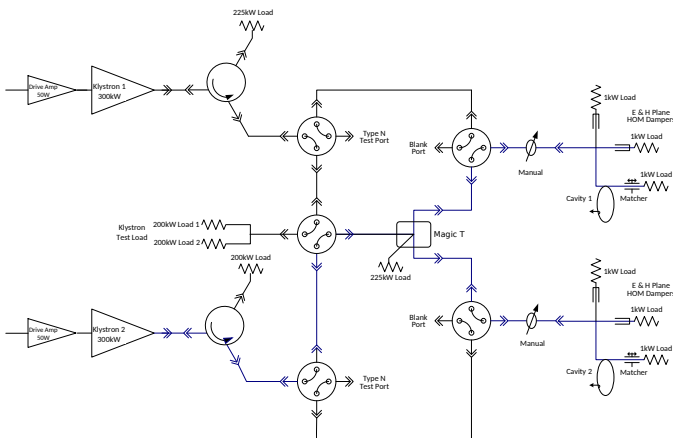 225kW Load
Drive Amp
50W
Klystron 1
300kW
Type N
Test Port
Blank
Port
Manual
1kW Load
E & H Plane
HOM Dampers
1kW Load
1kW Load
Matcher
Cavity 1
Klystron
Test Load
200kW Load 1
200kW Load 2
Magic T
225kW Load
200kW Load
Drive Amp
50W
Klystron 2
300kW
Type N
Test Port
Blank
Port
Manual
1kW Load
E & H Plane
HOM Dampers
1kW Load
1kW Load
Matcher
Cavity 2